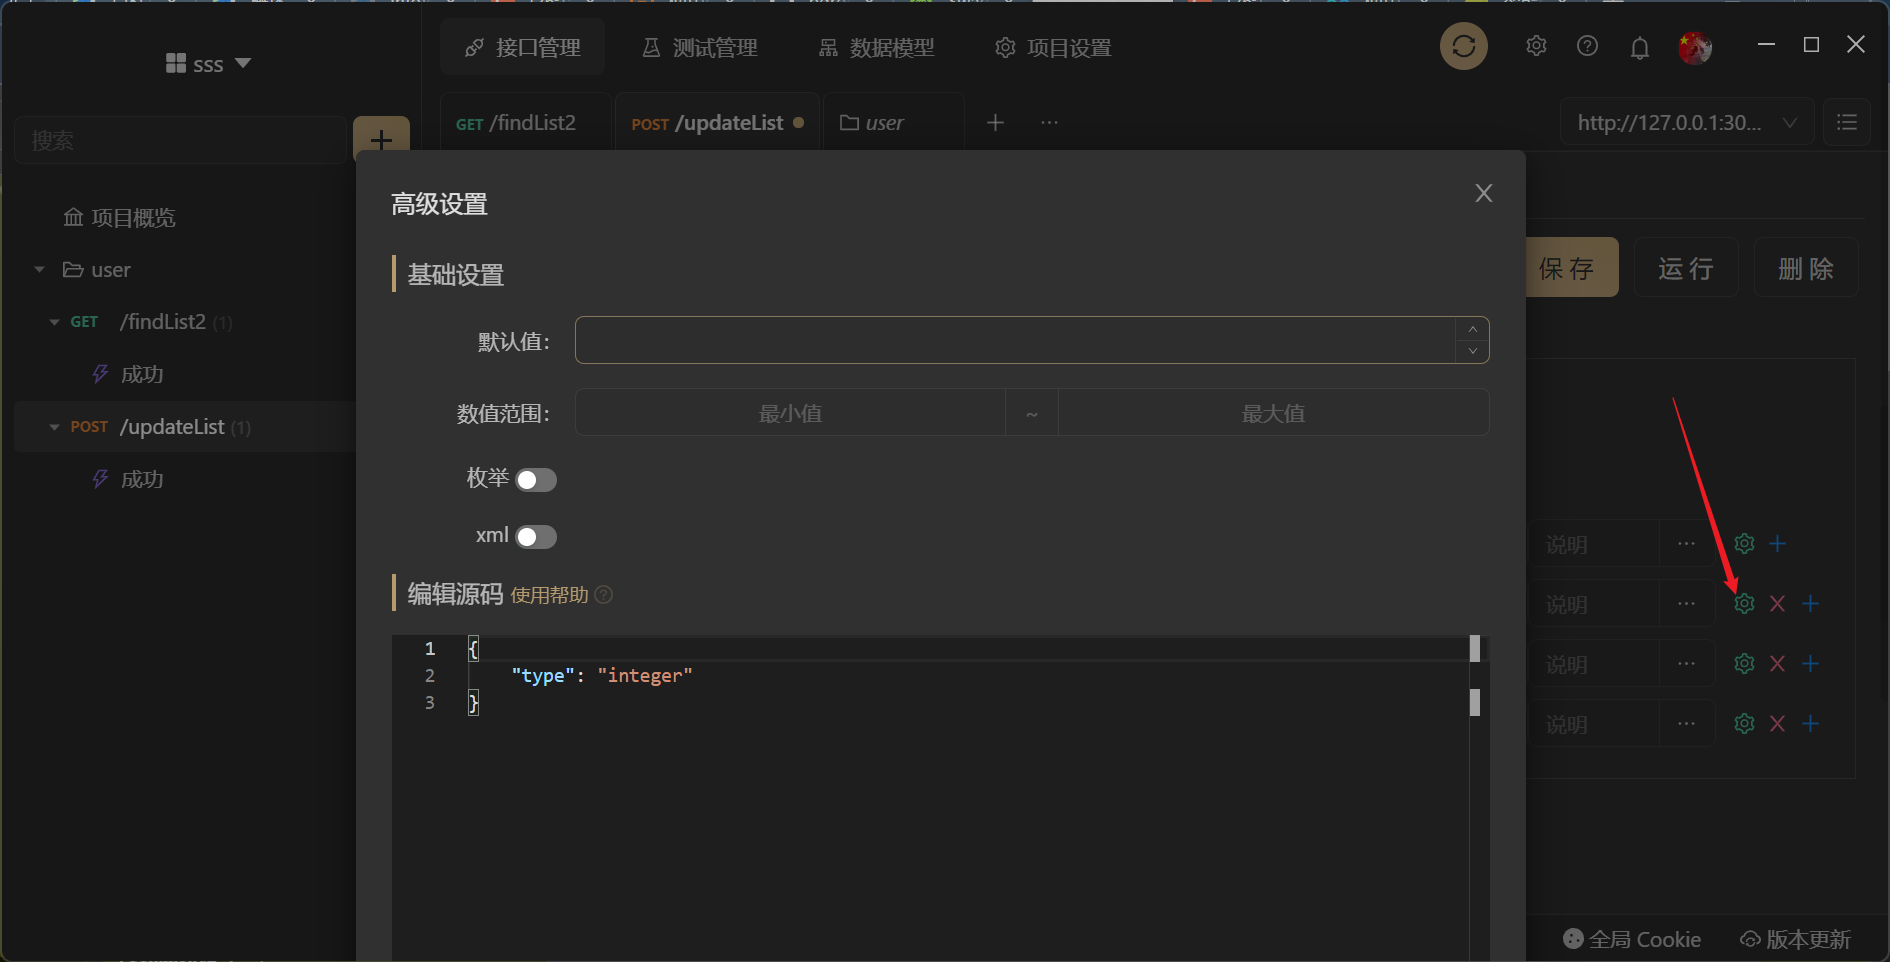 sss
接口管理
测试管理
数据模型
项目设置
搜索
GET /findList2
POST /updateList
user
http://127.0.0.1:30...
项目概览
user
GET /findList2 (1)
成功
POST /updateList (1)
成功
高级设置
基础设置
默认值：
数值范围：
最小值
~
最大值
枚举
xml
编辑源码 使用帮助
1 {
2 "type": "integer"
3 }
保 存
运 行
删 除
说明
说明
说明
说明
全局 Cookie
版本更新